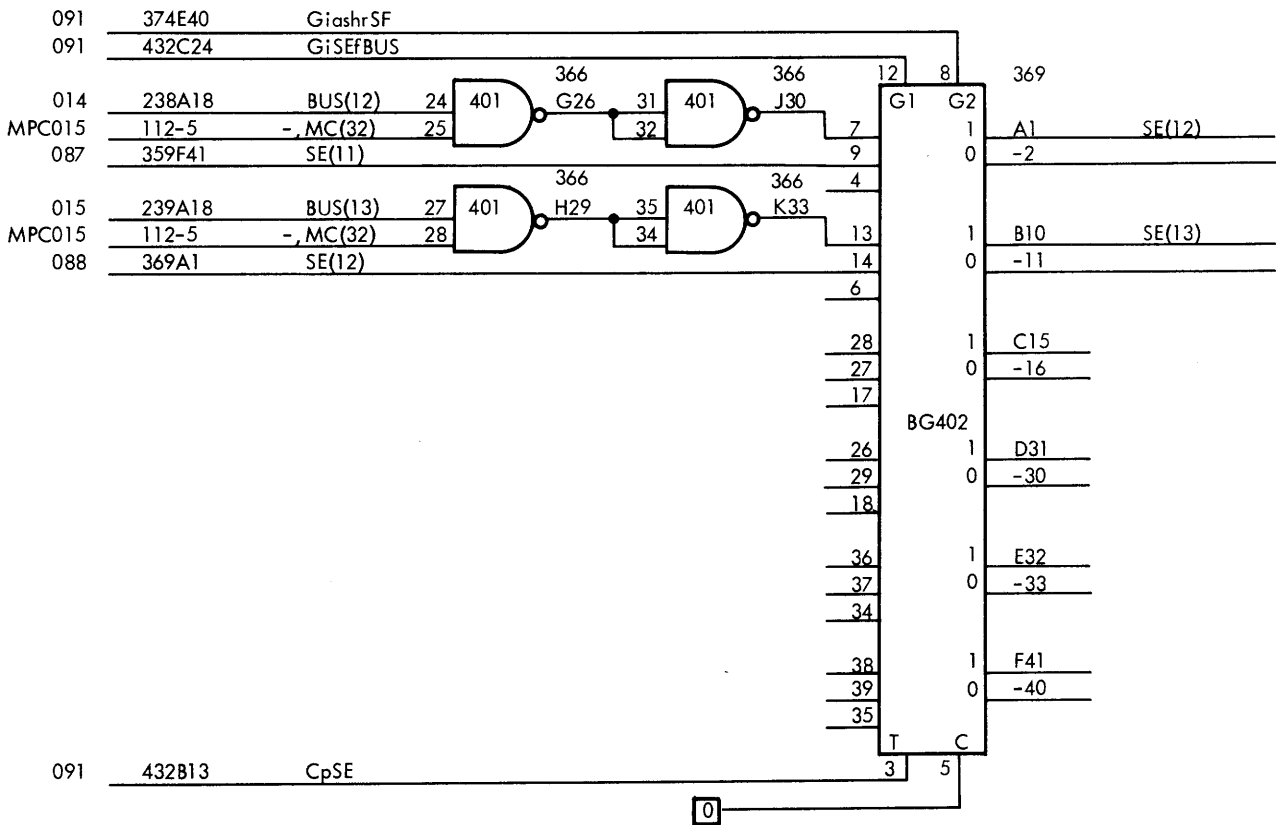 091 374E40 GiashrSF
091 432C24 GiSEfBUS
12 8 369
366 366
G1 G2
014 238A18 BUS(12) 24 401 G26 31 401 J30
MPC015 112-5 -,MC(32) 25 32 7 1 A1 SE(12)
087 359F41 SE(11) 9 0 -2
4
366 366
015 239A18 BUS(13) 27 401 H29 35 401 K33
MPC015 112-5 -,MC(32) 28 34 13 1 B10 SE(13)
088 369A1 SE(12) 14 0 -11
6
28 1 C15
27 0 -16
17
BG402
26 1 D31
29 0 -30
18
36 1 E32
37 0 -33
34
38 1 F41
39 0 -40
35
T C
091 432B13 CpSE 3 5
0